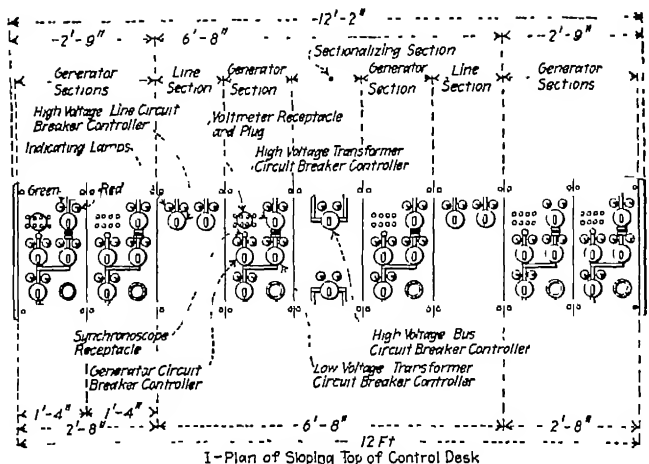 12'-2"
2'-9" 6'-8" 2'-9"
Sectionalizing Section
Generator Sections
Line Section
Generator Section
Generator Section
Line Section
Generator Sections
High Voltage Line Circuit
Breaker Controller
Voltmeter Receptacle
and Plug
Indicating Lamps
High Voltage Transformer
Circuit Breaker Controller
Green Red
Synchronoscope
Receptacle
Generator Circuit
Breaker Controller
High Voltage Bus
Circuit Breaker Controller
Low Voltage Transformer
Circuit Breaker Controller
1'-4" 1'-4"
2'-8" 6'-8" 2'-8"
12 Ft
I-Plan of Sloping Top of Control Desk